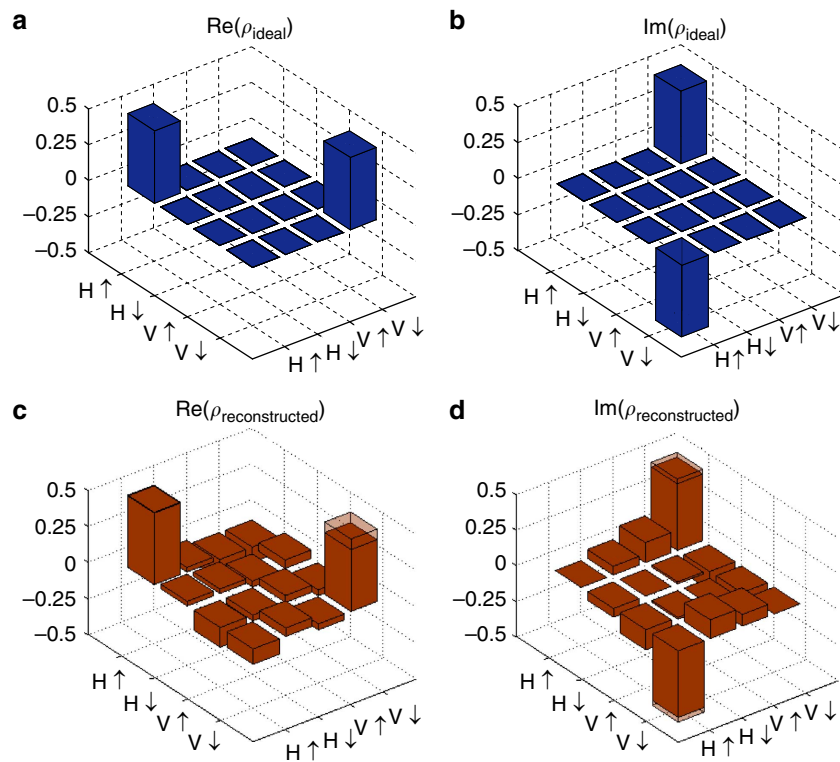 a
Re(ρideal)
0.5
0.25
0
–0.25
–0.5
H ↑
H ↓
V ↑
V ↓
H ↑
H ↓
V ↑
V ↓
b
Im(ρideal)
0.5
0.25
0
–0.25
–0.5
H ↑
H ↓
V ↑
V ↓
H ↑
H ↓
V ↑
V ↓
c
Re(ρreconstructed)
0.5
0.25
0
–0.25
–0.5
H ↑
H ↓
V ↑
V ↓
H ↑
H ↓
V ↑
V ↓
d
Im(ρreconstructed)
0.5
0.25
0
–0.25
–0.5
H ↑
H ↓
V ↑
V ↓
H ↑
H ↓
V ↑
V ↓